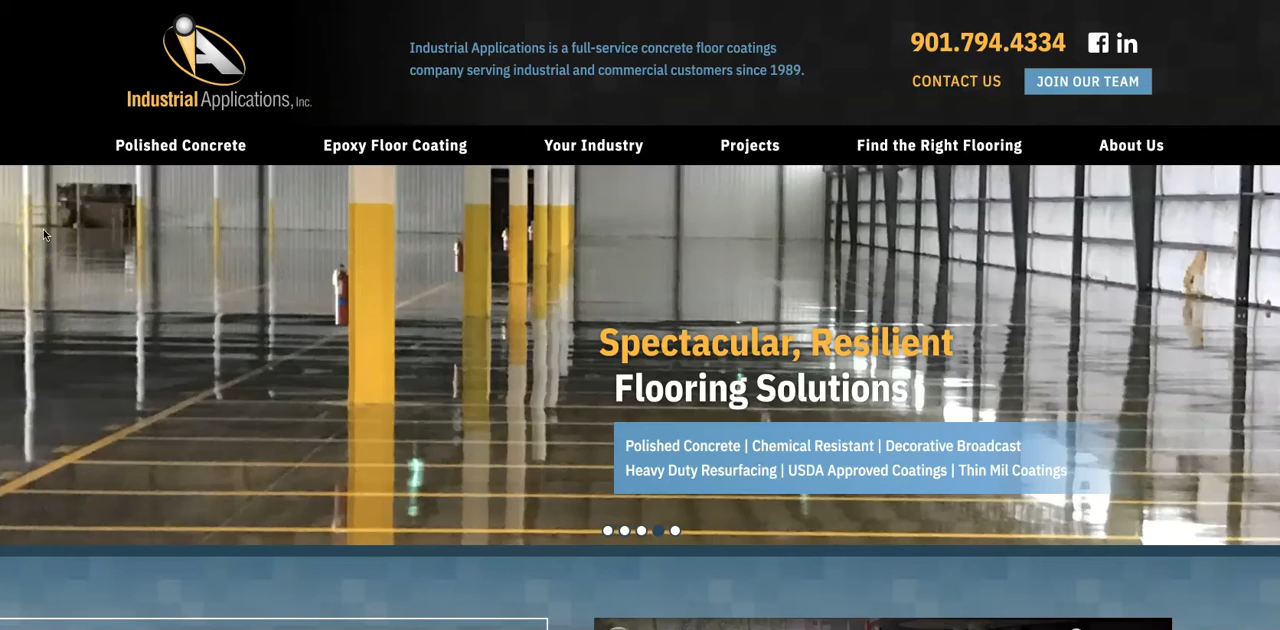 Industrial Applications, Inc.
Industrial Applications is a full-service concrete floor coatings
company serving industrial and commercial customers since 1989.
901.794.4334
CONTACT US
JOIN OUR TEAM
Polished Concrete
Epoxy Floor Coating
Your Industry
Projects
Find the Right Flooring
About Us
Spectacular, Resilient
Flooring Solutions
Polished Concrete | Chemical Resistant | Decorative Broadcast
Heavy Duty Resurfacing | USDA Approved Coatings | Thin Mil Coatings